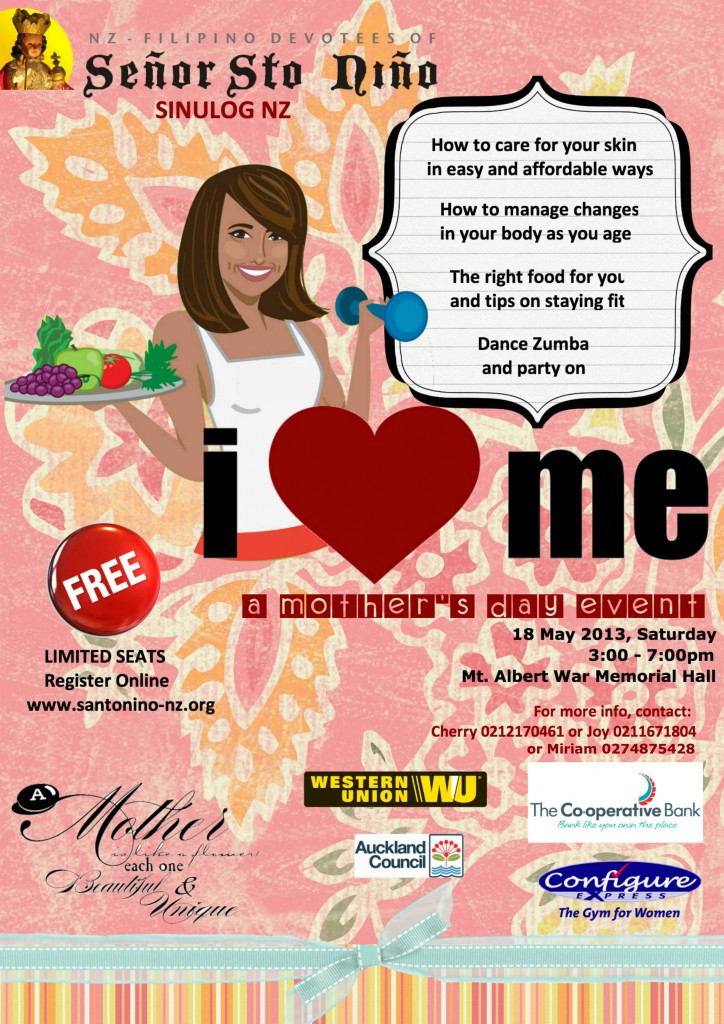 NZ - FILIPINO DEVOTEES OF
Señor Sto Niño
SINULOG NZ
How to care for your skin
in easy and affordable ways
How to manage changes
in your body as you age
The right food for you
and tips on staying fit
Dance Zumba
and party on
i me
FREE
a mother's day event
18 May 2013, Saturday
3:00 - 7:00pm
Mt. Albert War Memorial Hall
LIMITED SEATS
Register Online
www.santonino-nz.org
For more info, contact:
Cherry 0212170461 or Joy 0211671804
or Miriam 0274875428
WESTERN
UNION WU
The Co-operative Bank
Bank like you own the place
Auckland
Council
Configure
EXPRESS
The Gym for Women
A
Mother
is like a flower
each one
Beautiful &
Unique